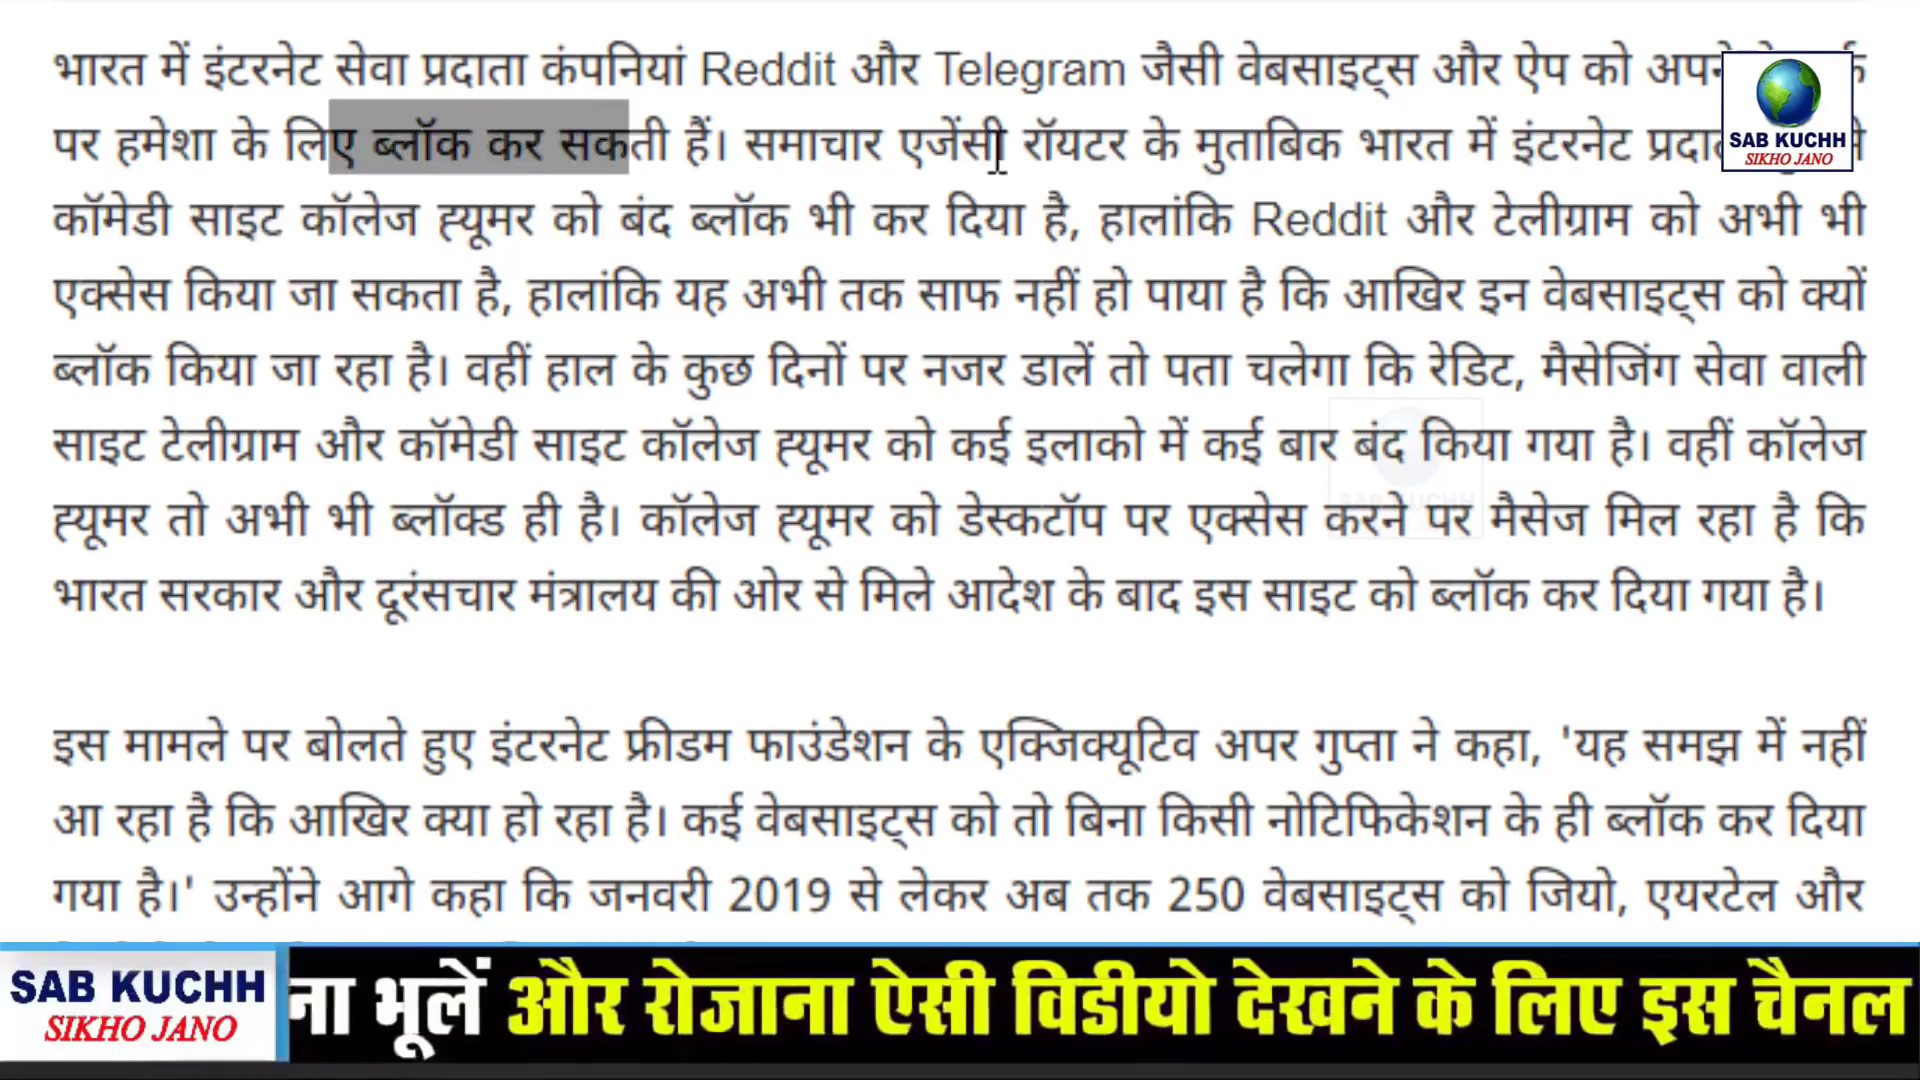 भारत में इंटरनेट सेवा प्रदाता कंपनियां Reddit और Telegram जैसी वेबसाइट्स और ऐप को
पर हमेशा के लिए ब्लॉक कर सकती हैं। समाचार एजेंसी रॉयटर के मुताबिक भारत में इंटरनेट
कॉमेडी साइट कॉलेज ह्यूमर को बंद ब्लॉक भी कर दिया है, हालांकि Reddit और टेलीग्राम को अभी भी
एक्सेस किया जा सकता है, हालांकि यह अभी तक साफ नहीं हो पाया है कि आखिर इन वेबसाइट्स को क्यों
ब्लॉक किया जा रहा है। वहीं हाल के कुछ दिनों पर नजर डालें तो पता चलेगा कि रेडिट, मैसेजिंग सेवा वाली
साइट टेलीग्राम और कॉमेडी साइट कॉलेज ह्यूमर को कई इलाको में कई बार बंद किया गया है। वहीं कॉलेज
ह्यूमर तो अभी भी ब्लॉक्ड ही है। कॉलेज ह्यूमर को डेस्कटॉप पर एक्सेस करने पर मैसेज मिल रहा है कि
भारत सरकार और दूरंसचार मंत्रालय की ओर से मिले आदेश के बाद इस साइट को ब्लॉक कर दिया गया है।
इस मामले पर बोलते हुए इंटरनेट फ्रीडम फाउंडेशन के एक्जिक्यूटिव अपर गुप्ता ने कहा, 'यह समझ में नहीं
आ रहा है कि आखिर क्या हो रहा है। कई वेबसाइट्स को तो बिना किसी नोटिफिकेशन के ही ब्लॉक कर दिया
गया है।' उन्होंने आगे कहा कि जनवरी 2019 से लेकर अब तक 250 वेबसाइट्स को जियो, एयरटेल और
SAB KUCHH
SIKHO JANO
SAB KUCHH
SAB KUCHH
SIKHO JANO
ना भूलें और रोजाना ऐसी विडीयो देखने के लिए इस चैनल